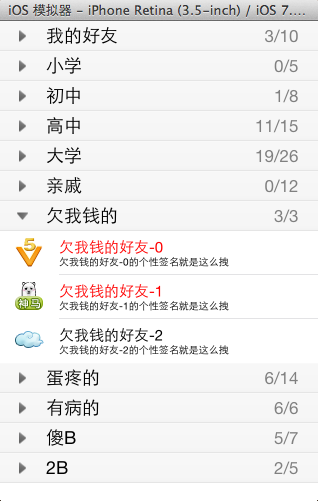 iOS 模拟器 - iPhone Retina (3.5-inch) / iOS 7....
我的好友 3/10
小学 0/5
初中 1/8
高中 11/15
大学 19/26
亲戚 0/12
欠我钱的 3/3
5
欠我钱的好友-0
欠我钱的好友-0的个性签名就是这么拽
神马
欠我钱的好友-1
欠我钱的好友-1的个性签名就是这么拽
欠我钱的好友-2
欠我钱的好友-2的个性签名就是这么拽
蛋疼的 6/14
有病的 6/6
傻B 5/7
2B 2/5